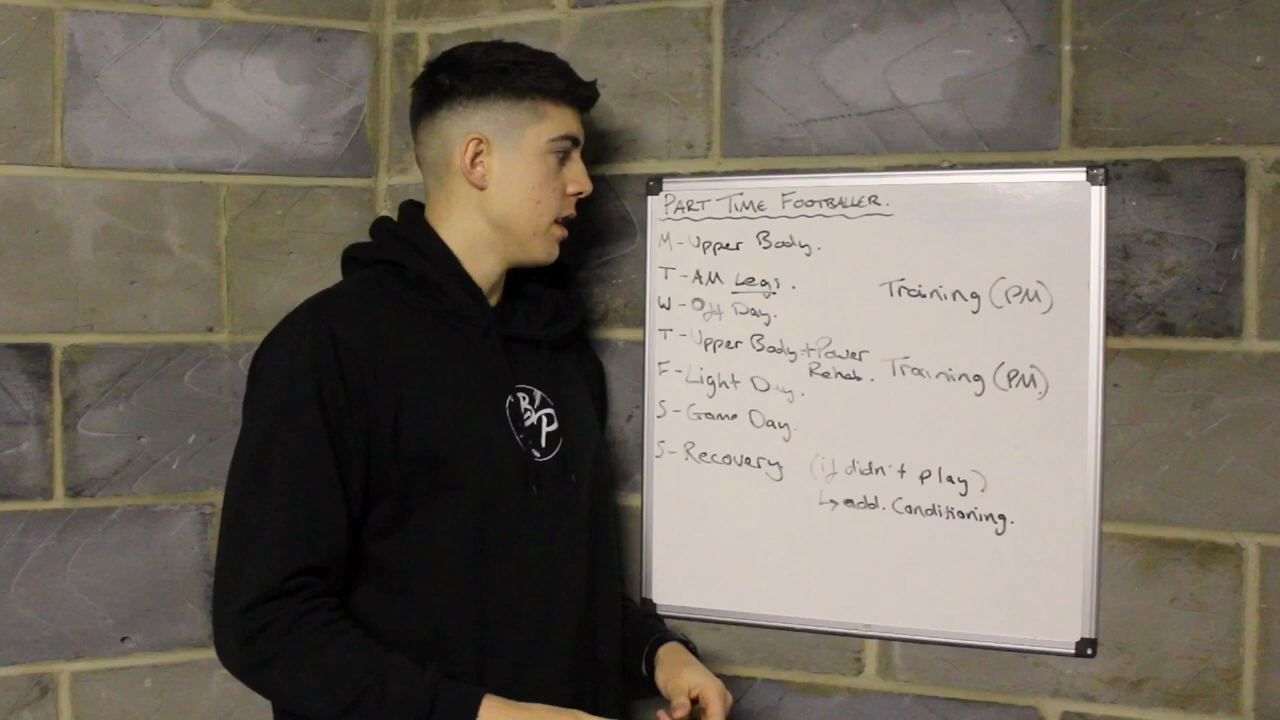 PART TIME FOOTBALLER.
M - Upper Body.
T - AM Legs. Training (PM)
W - Off Day.
T - Upper Body + Power Training (PM)
Rehab.
F - Light Day.
S - Game Day.
S - Recovery (if didn't play)
↳ add. Conditioning.
BP